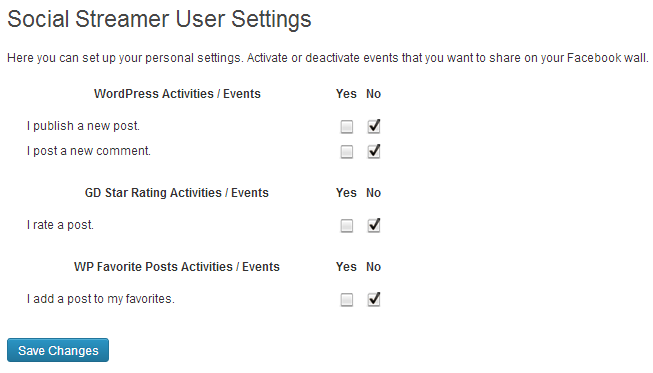 Social Streamer User Settings
Here you can set up your personal settings. Activate or deactivate events that you want to share on your Facebook wall.
WordPress Activities / Events Yes No
I publish a new post.
I post a new comment.
GD Star Rating Activities / Events Yes No
I rate a post.
WP Favorite Posts Activities / Events Yes No
I add a post to my favorites.
Save Changes